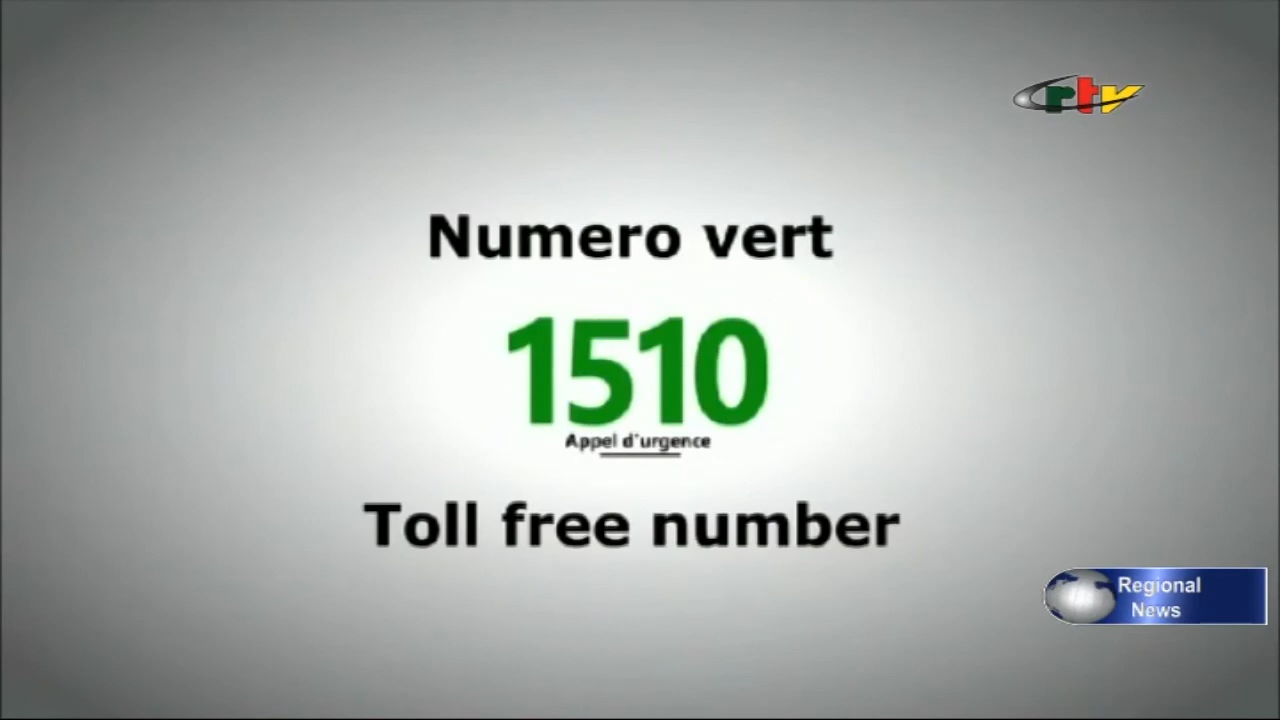 crtv
Numero vert
1510
Appel d'urgence
Toll free number
Regional
News